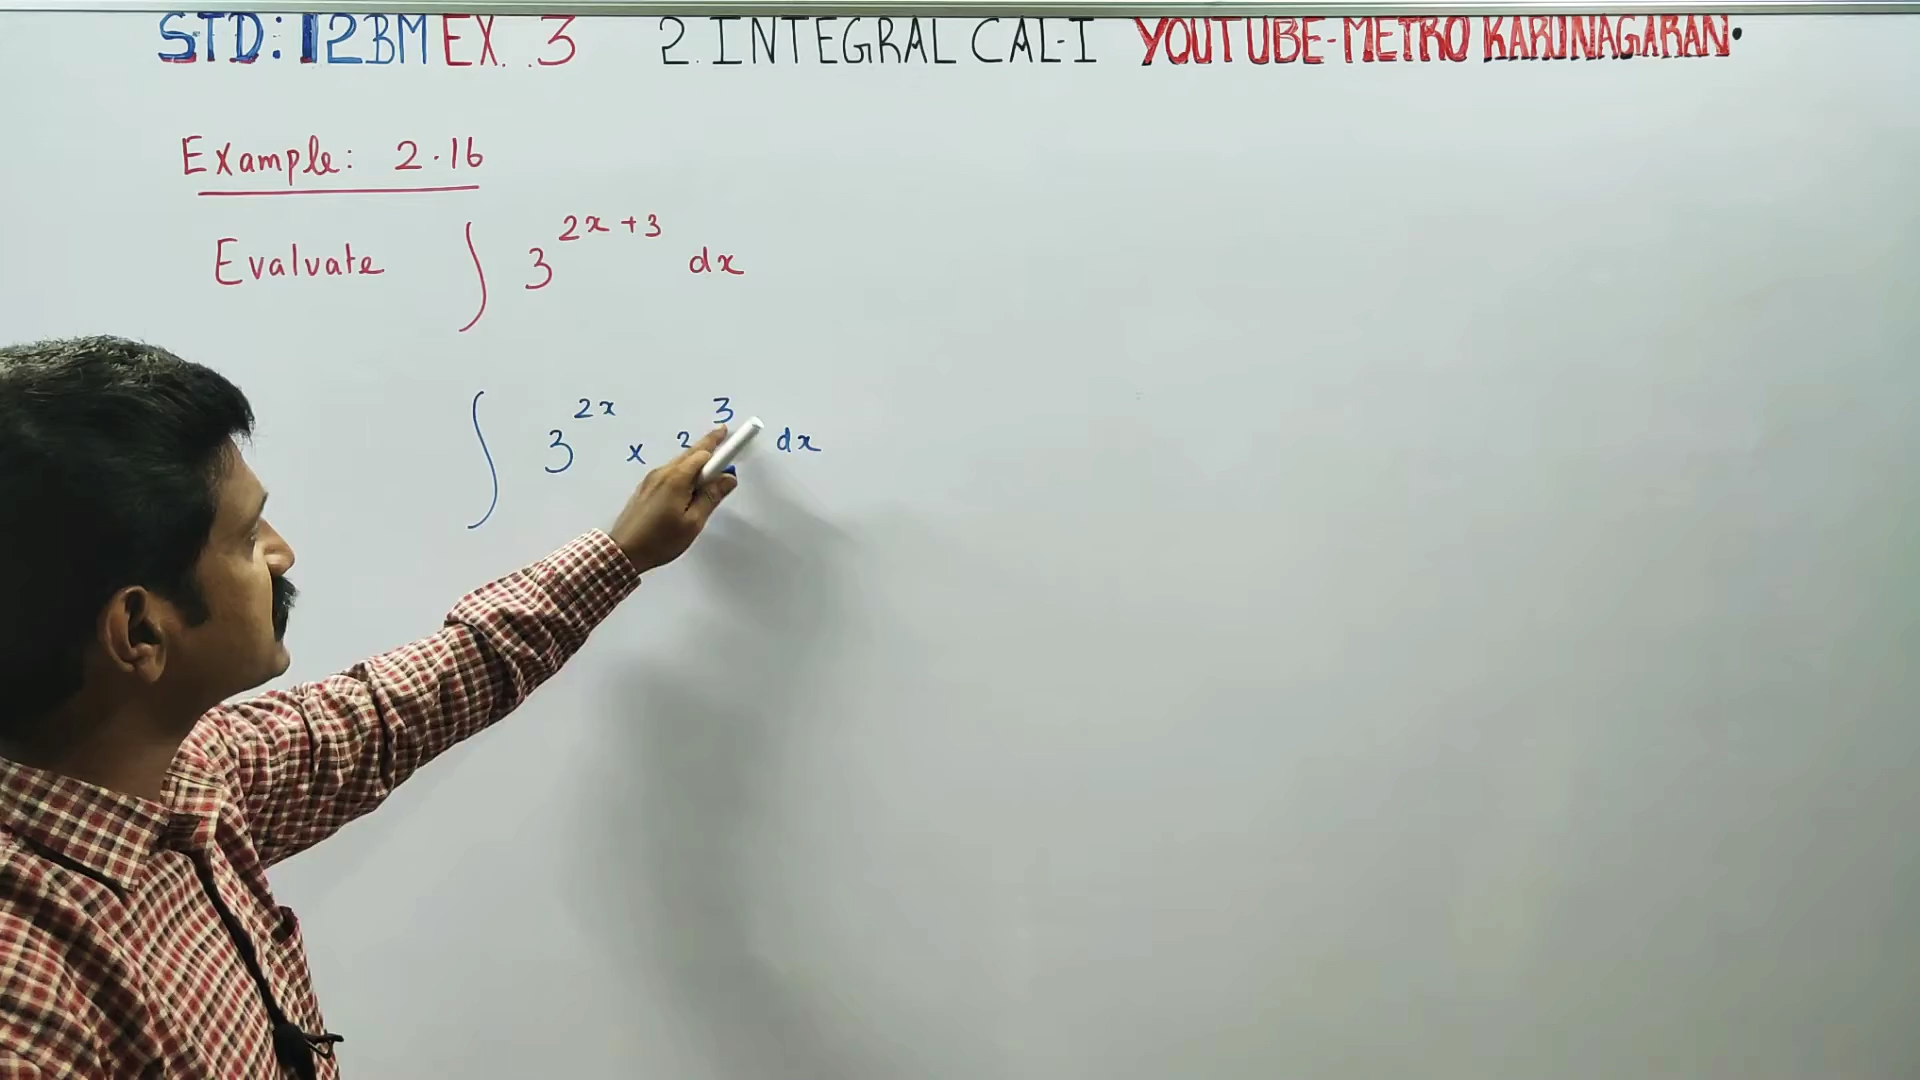 STD: 12BM EX. 3 2. INTEGRAL CAL-I YOUTUBE-METRO KARUNAGARAN.
Example: 2.16
Evaluate ∫ 3^{2x+3} dx
∫ 3^{2x} × 3^{3} dx